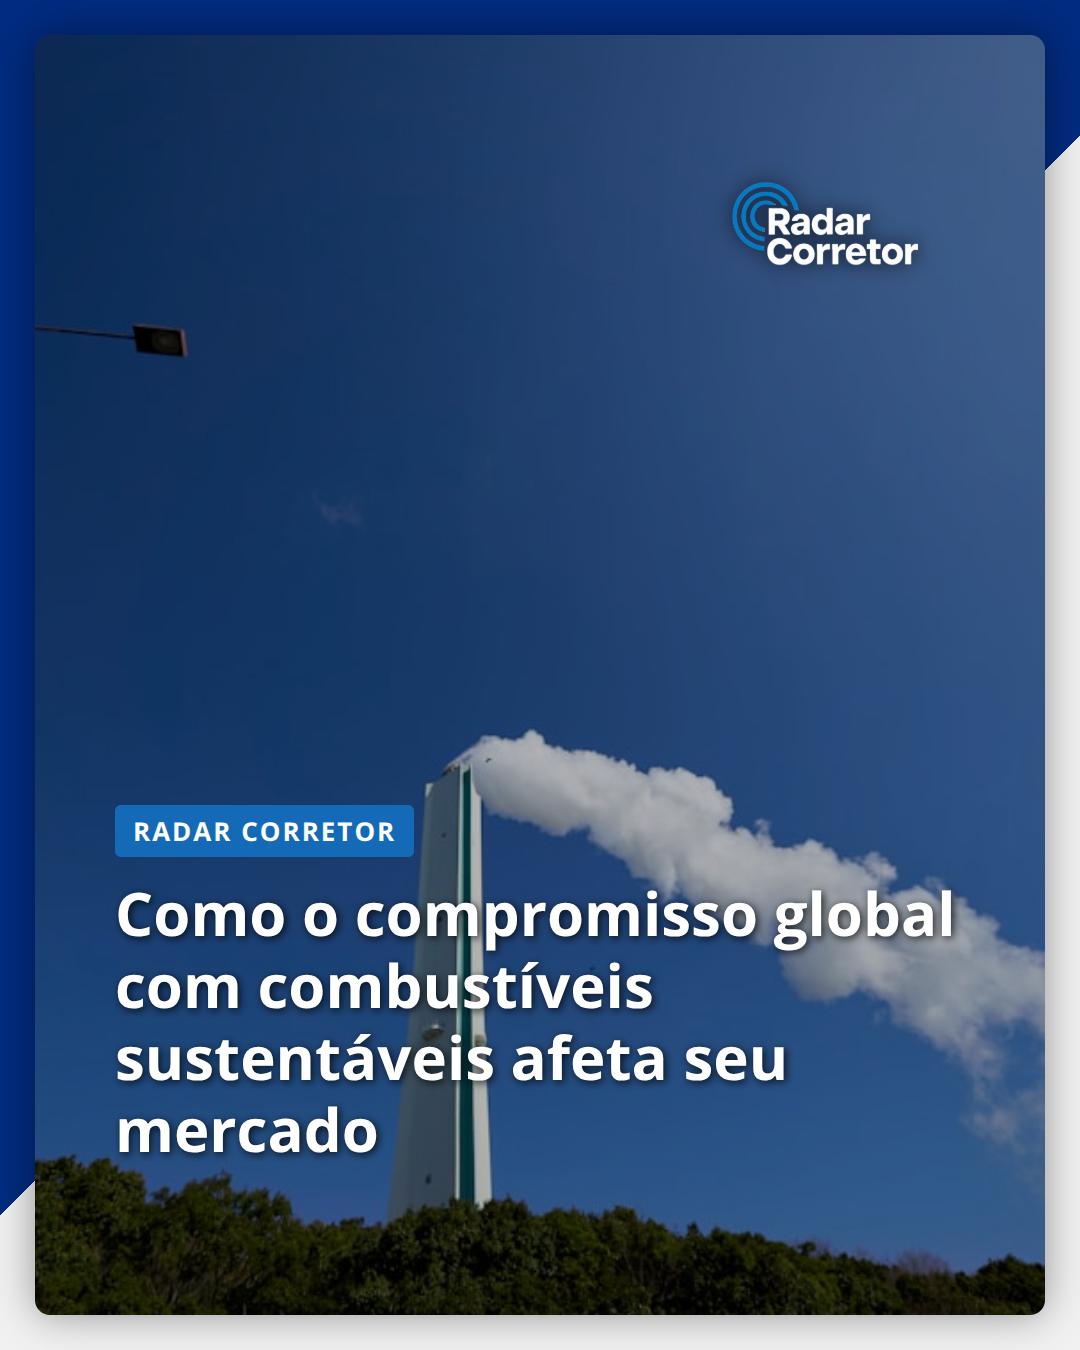 Radar
Corretor
RADAR CORRETOR
Como o compromisso global
com combustíveis
sustentáveis afeta seu
mercado